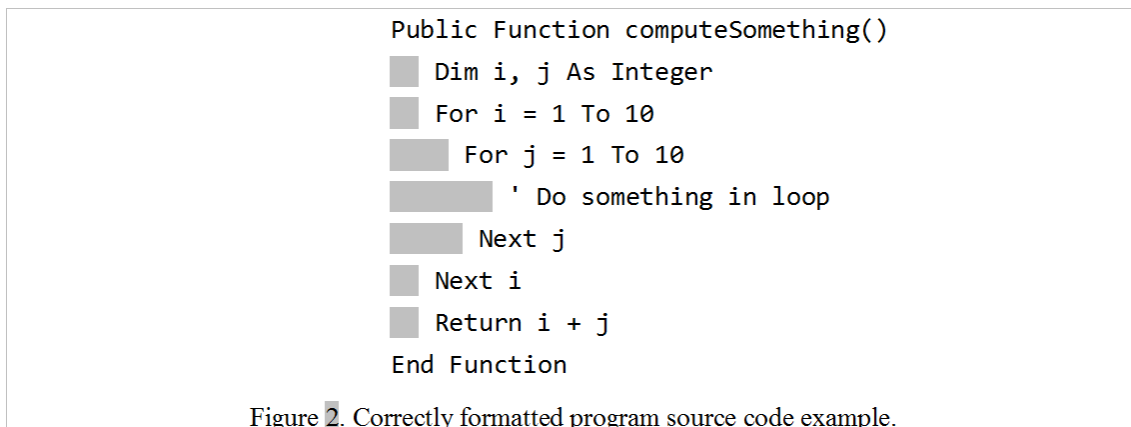 Public Function computeSomething()
Dim i, j As Integer
For i = 1 To 10
For j = 1 To 10
' Do something in loop
Next j
Next i
Return i + j
End Function
Figure 2. Correctly formatted program source code example.